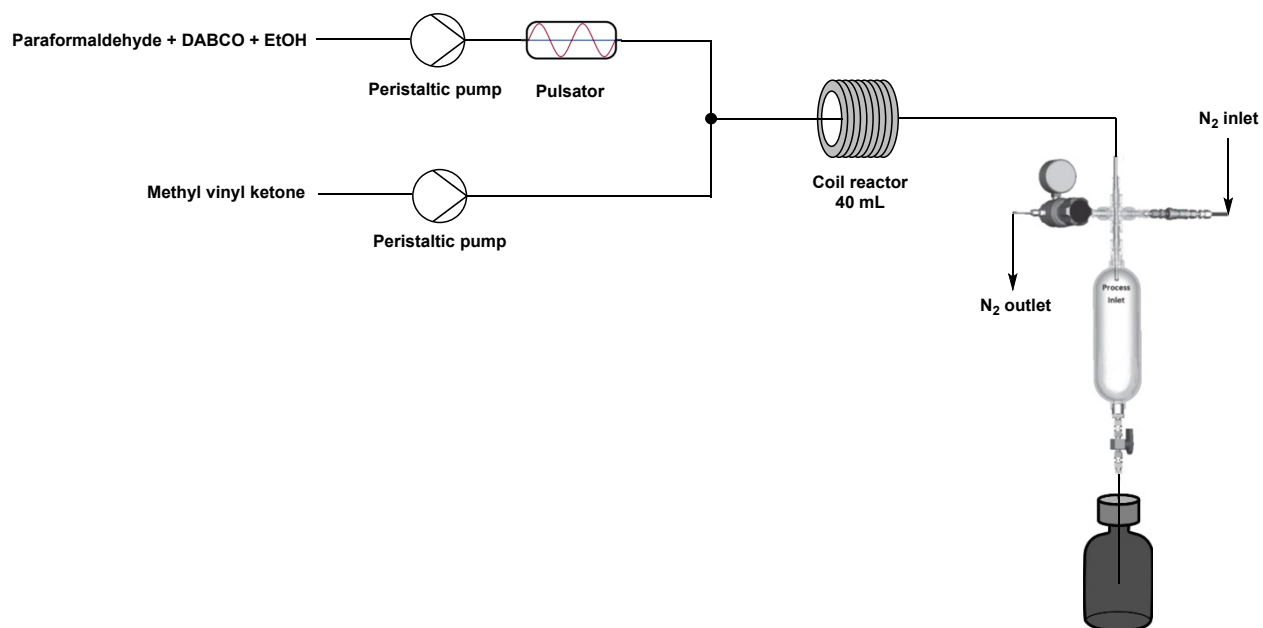 Paraformaldehyde + DABCO + EtOH
Peristaltic pump
Pulsator
Methyl vinyl ketone
Peristaltic pump
Coil reactor
40 mL
N₂ inlet
N₂ outlet
Process
Inlet